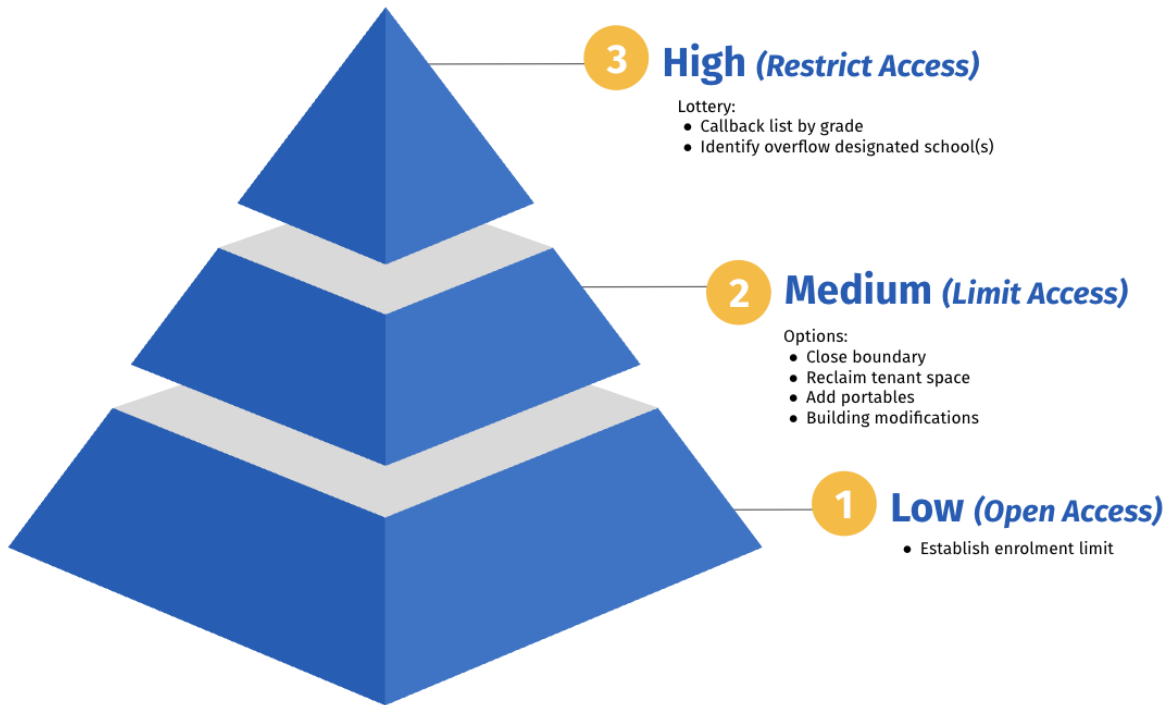 3
High (Restrict Access)
Lottery:
● Callback list by grade
● Identify overflow designated school(s)
2
Medium (Limit Access)
Options:
● Close boundary
● Reclaim tenant space
● Add portables
● Building modifications
1
Low (Open Access)
● Establish enrolment limit